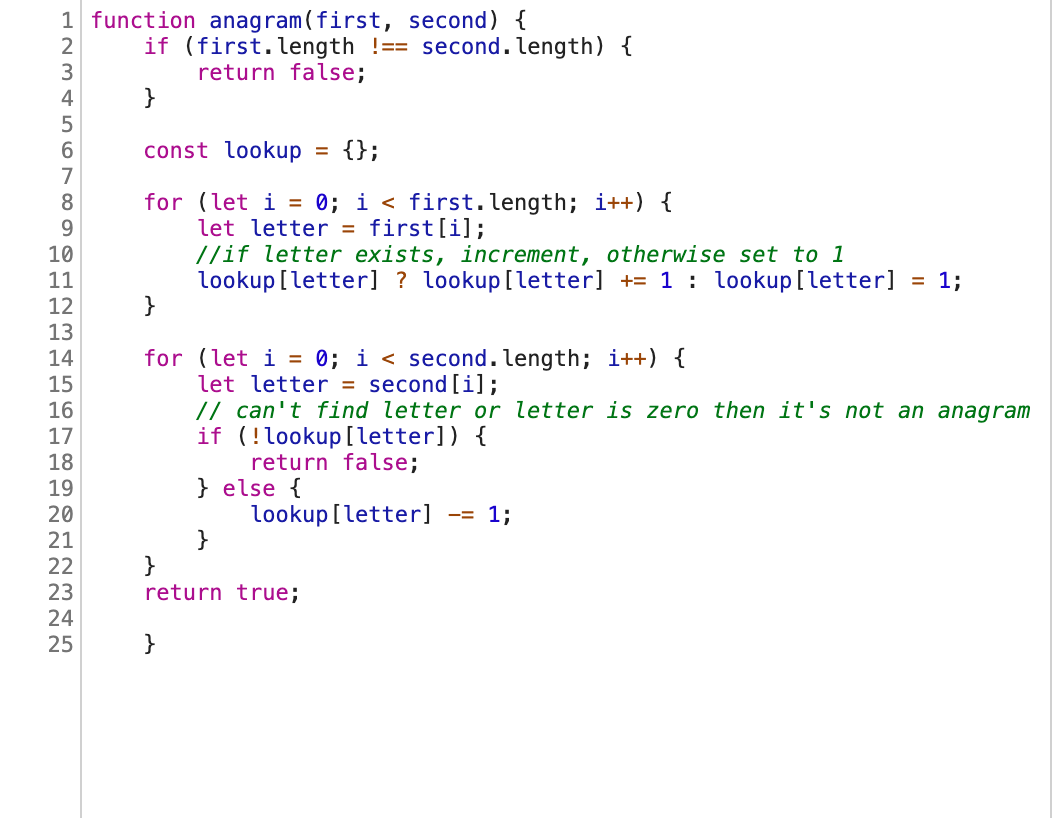 1 function anagram(first, second) {
2     if (first.length !== second.length) {
3         return false;
4     }
5
6     const lookup = {};
7
8     for (let i = 0; i < first.length; i++) {
9         let letter = first[i];
10         //if letter exists, increment, otherwise set to 1
11         lookup[letter] ? lookup[letter] += 1 : lookup[letter] = 1;
12     }
13
14     for (let i = 0; i < second.length; i++) {
15         let letter = second[i];
16         // can't find letter or letter is zero then it's not an anagram
17         if (!lookup[letter]) {
18             return false;
19         } else {
20             lookup[letter] -= 1;
21         }
22     }
23     return true;
24
25     }